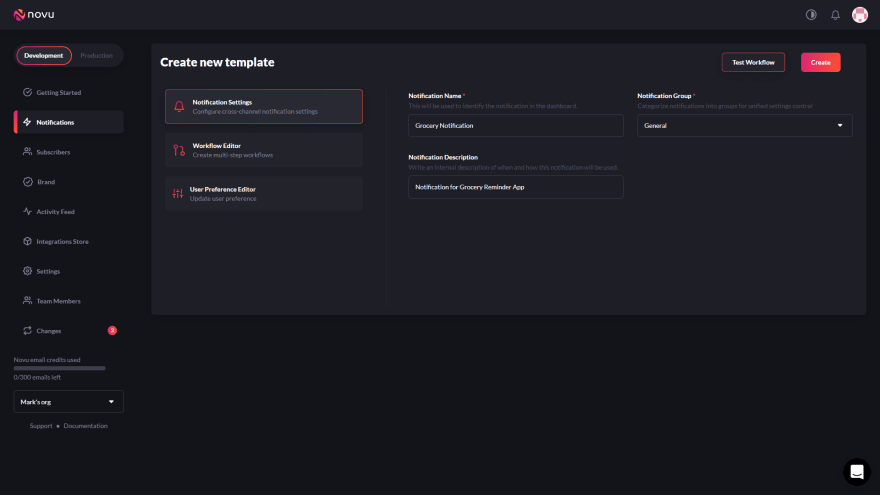 novu
Development
Production
Getting Started
Notifications
Subscribers
Brand
Activity Feed
Integrations Store
Settings
Team Members
Changes
3
Novu email credits used
0/300 emails left
Mark's org
Support • Documentation
Create new template
Test Workflow
Create
Notification Settings
Configure cross-channel notification settings
Workflow Editor
Create multi-step workflows
User Preference Editor
Update user preference
Notification Name *
This will be used to identify the notification in the dashboard.
Grocery Notification
Notification Group *
Categorize notifications into groups for unified settings control
General
Notification Description
Write an internal description of when and how this notification will be used.
Notification for Grocery Reminder App